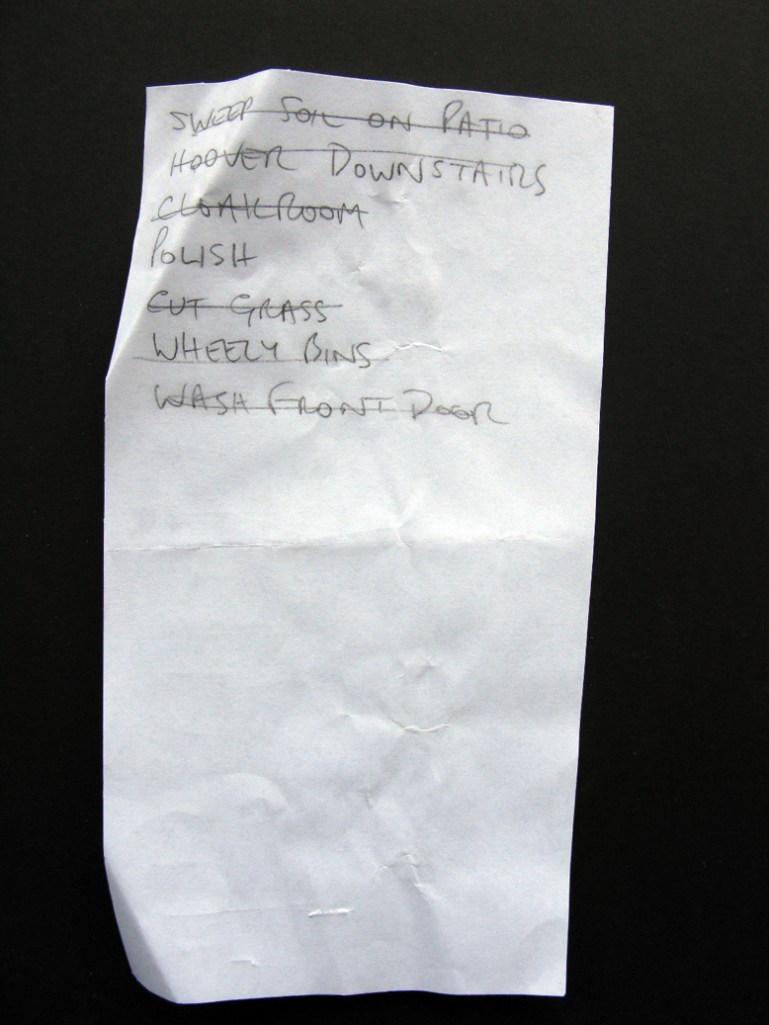 SWEEP SOIL ON PATIO
HOOVER DOWNSTAIRS
CLOAKROOM
POLISH
CUT GRASS
WHEELY BINS
WASH FRONT DOOR